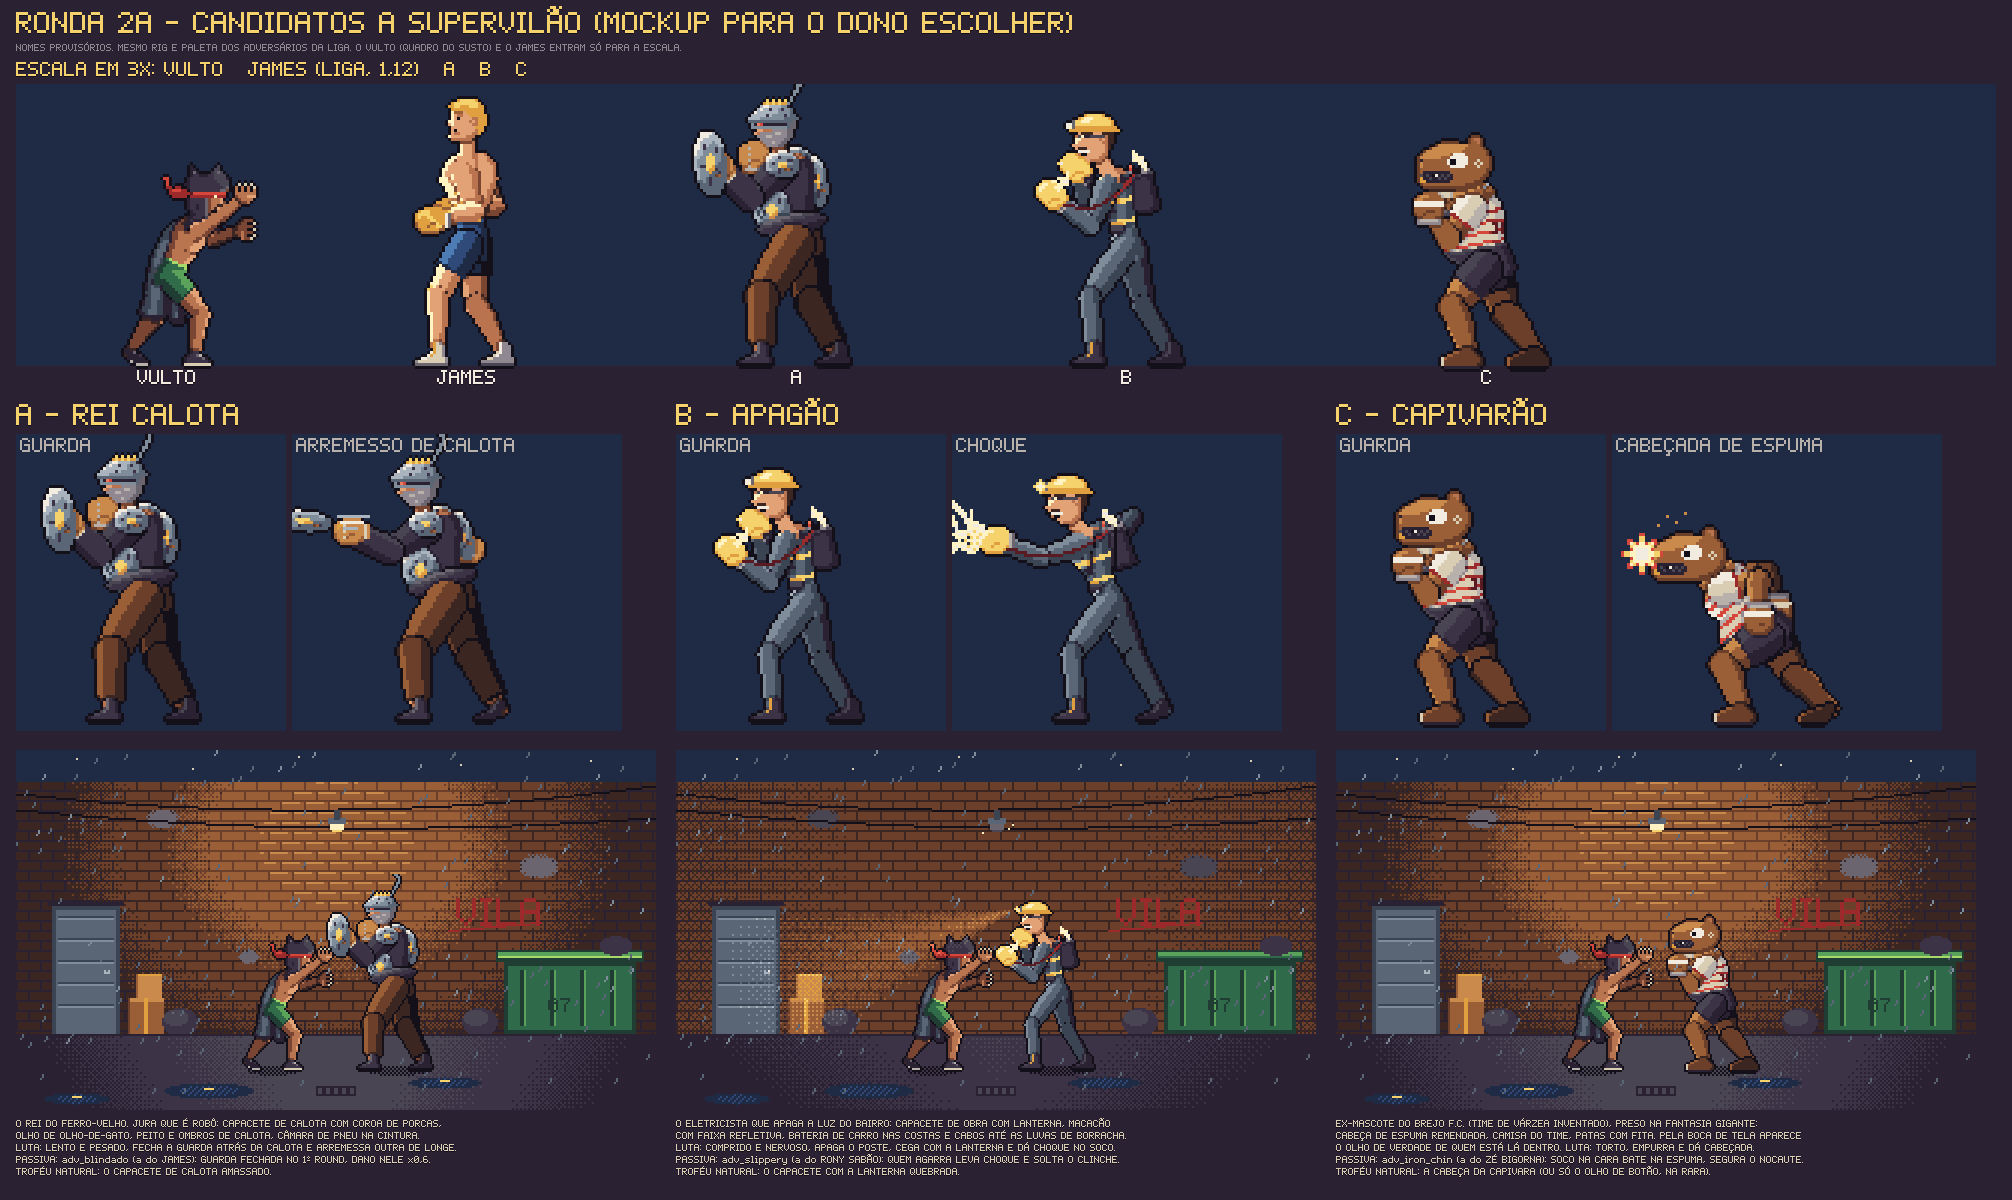 RONDA 2A - CANDIDATOS A SUPERVILÃO (MOCKUP PARA O DONO ESCOLHER)
NOMES PROVISÓRIOS. MESMO RIG E PALETA DOS ADVERSÁRIOS DA LIGA. O VULTO (QUADRO DO SUSTO) E O JAMES ENTRAM SÓ PARA A ESCALA.
ESCALA EM 3X: VULTO JAMES (LIGA, 1.12) A B C
VULTO JAMES A B C
A - REI CALOTA
GUARDA
ARREMESSO DE CALOTA
B - APAGÃO
GUARDA
CHOQUE
C - CAPIVARÃO
GUARDA
CABEÇADA DE ESPUMA
VILA
07
VILA
07
VILA
07
O REI DO FERRO-VELHO. JURA QUE É ROBÔ: CAPACETE DE CALOTA COM COROA DE PORCAS,
OLHO DE OLHO-DE-GATO, PEITO E OMBROS DE CALOTA, CÂMARA DE PNEU NA CINTURA.
LUTA: LENTO E PESADO, FECHA A GUARDA ATRÁS DA CALOTA E ARREMESSA OUTRA DE LONGE.
PASSIVA: adv_blindado (a do JAMES): GUARDA FECHADA NO 1º ROUND, DANO NELE x0.6.
TROFÉU NATURAL: O CAPACETE DE CALOTA AMASSADO.
O ELETRICISTA QUE APAGA A LUZ DO BAIRRO: CAPACETE DE OBRA COM LANTERNA, MACACÃO
COM FAIXA REFLETIVA, BATERIA DE CARRO NAS COSTAS E CABOS ATÉ AS LUVAS DE BORRACHA.
LUTA: COMPRIDO E NERVOSO, APAGA O POSTE, CEGA COM A LANTERNA E DÁ CHOQUE NO SOCO.
PASSIVA: adv_slippery (a do RONY SABÃO): QUEM AGARRA LEVA CHOQUE E SOLTA O CLINCHE.
TROFÉU NATURAL: O CAPACETE COM A LANTERNA QUEBRADA.
EX-MASCOTE DO BREJO F.C. (TIME DE VÁRZEA INVENTADO), PRESO NA FANTASIA GIGANTE:
CABEÇA DE ESPUMA REMENDADA, CAMISA DO TIME, PATAS COM FITA. PELA BOCA DE TELA APARECE
O OLHO DE VERDADE DE QUEM ESTÁ LÁ DENTRO. LUTA: TORTO, EMPURRA E DÁ CABEÇADA.
PASSIVA: adv_iron_chin (a do ZÉ BIGORNA): SOCO NA CARA BATE NA ESPUMA, SEGURA O NOCAUTE.
TROFÉU NATURAL: A CABEÇA DA CAPIVARA (OU SÓ O OLHO DE BOTÃO, NA RARA).